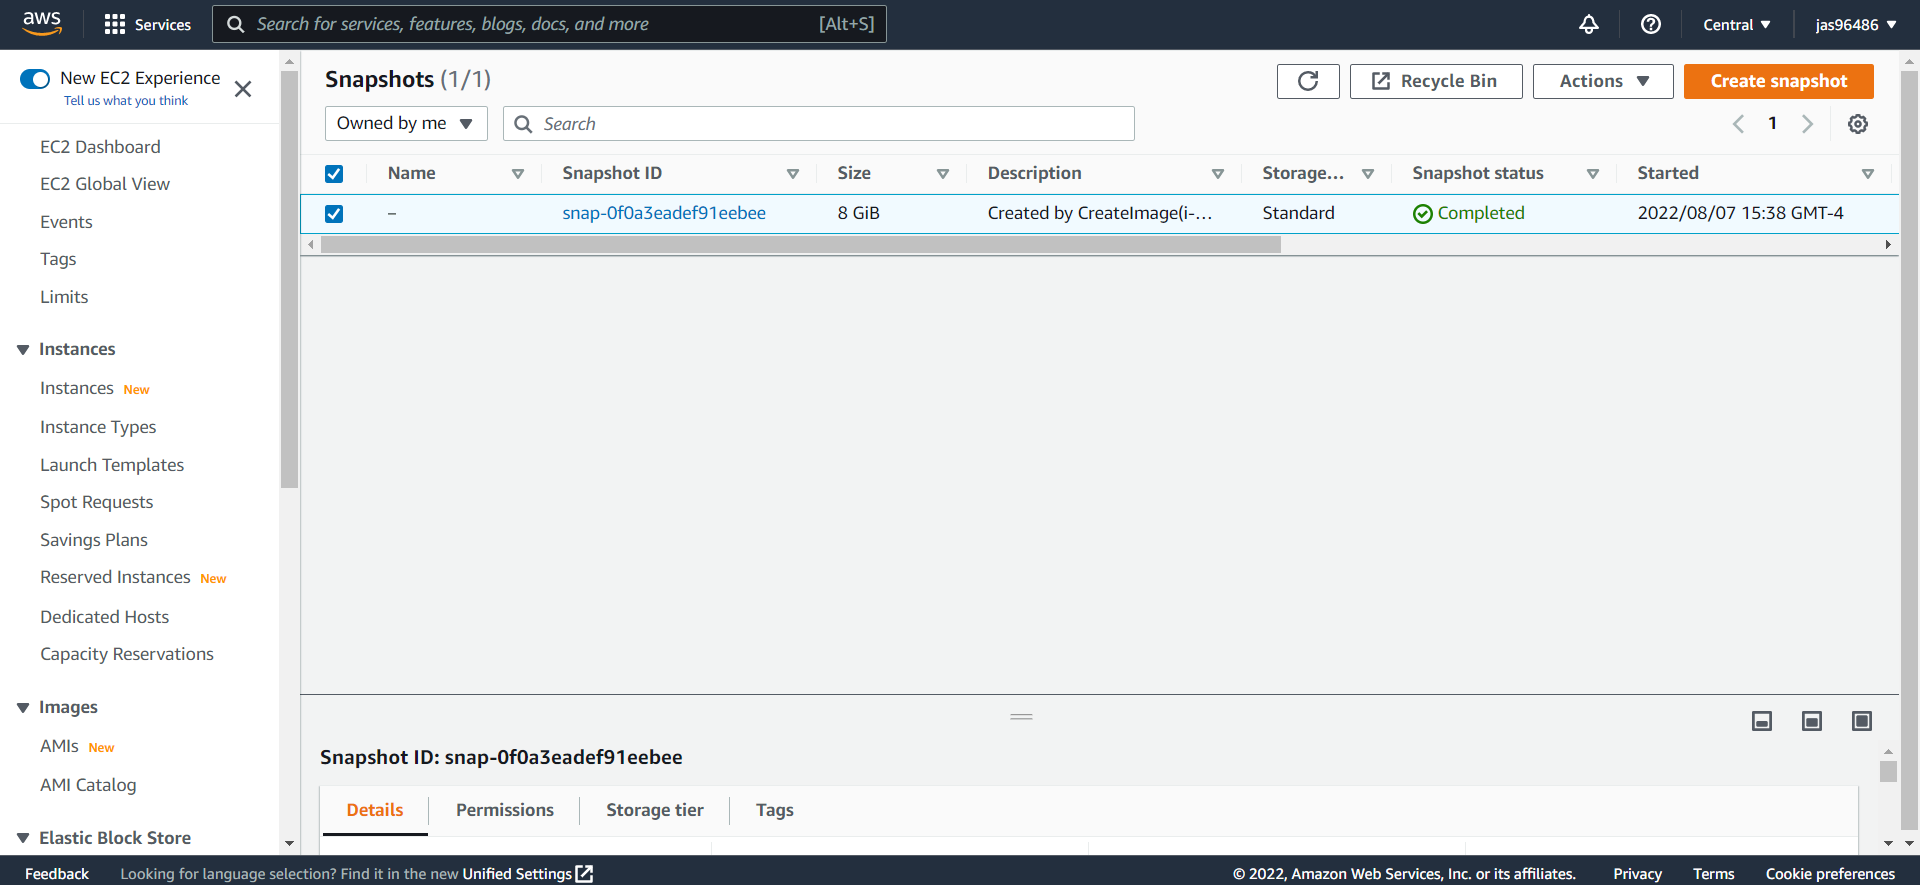 aws
Services
Search for services, features, blogs, docs, and more
[Alt+S]
Central
jas96486
New EC2 Experience
Tell us what you think
EC2 Dashboard
EC2 Global View
Events
Tags
Limits
Instances
Instances New
Instance Types
Launch Templates
Spot Requests
Savings Plans
Reserved Instances New
Dedicated Hosts
Capacity Reservations
Images
AMIs New
AMI Catalog
Elastic Block Store
Snapshots (1/1)
Recycle Bin
Actions
Create snapshot
Owned by me
Search
1
Name
Snapshot ID
Size
Description
Storage...
Snapshot status
Started
– snap-0f0a3eadef91eebee 8 GiB Created by CreateImage(i-... Standard Completed 2022/08/07 15:38 GMT-4
Snapshot ID: snap-0f0a3eadef91eebee
Details
Permissions
Storage tier
Tags
Feedback
Looking for language selection? Find it in the new Unified Settings
© 2022, Amazon Web Services, Inc. or its affiliates.
Privacy
Terms
Cookie preferences